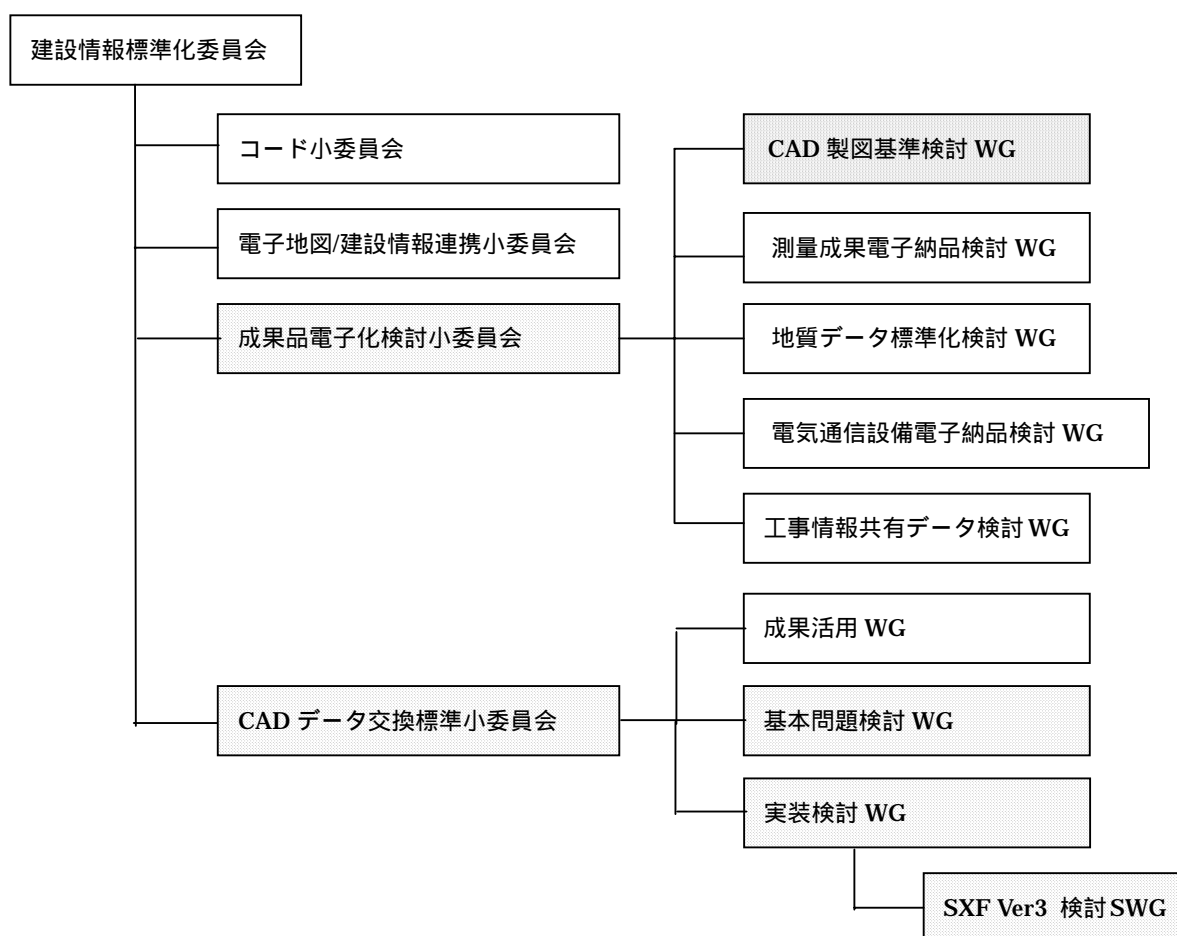 建設情報標準化委員会
コード小委員会
電子地図/建設情報連携小委員会
成果品電子化検討小委員会
CAD 製図基準検討 WG
測量成果電子納品検討 WG
地質データ標準化検討 WG
電気通信設備電子納品検討 WG
工事情報共有データ検討 WG
CAD データ交換標準小委員会
成果活用 WG
基本問題検討 WG
実装検討 WG
SXF Ver3 検討 SWG